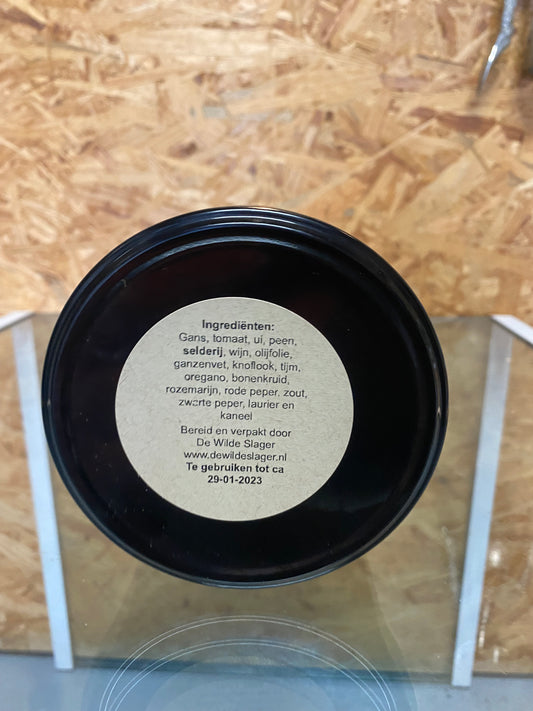 Ingrediënten:
Gans, tomaat, ui, peen,
selderij, wijn, olijfolie,
ganzenvet, knoflook, tijm,
oregano, bonenkruid,
rozemarijn, rode peper, zout,
zwarte peper, laurier en
kaneel
Bereid en verpakt door
De Wilde Slager
www.dewildeslager.nl
Te gebruiken tot ca
29-01-2023